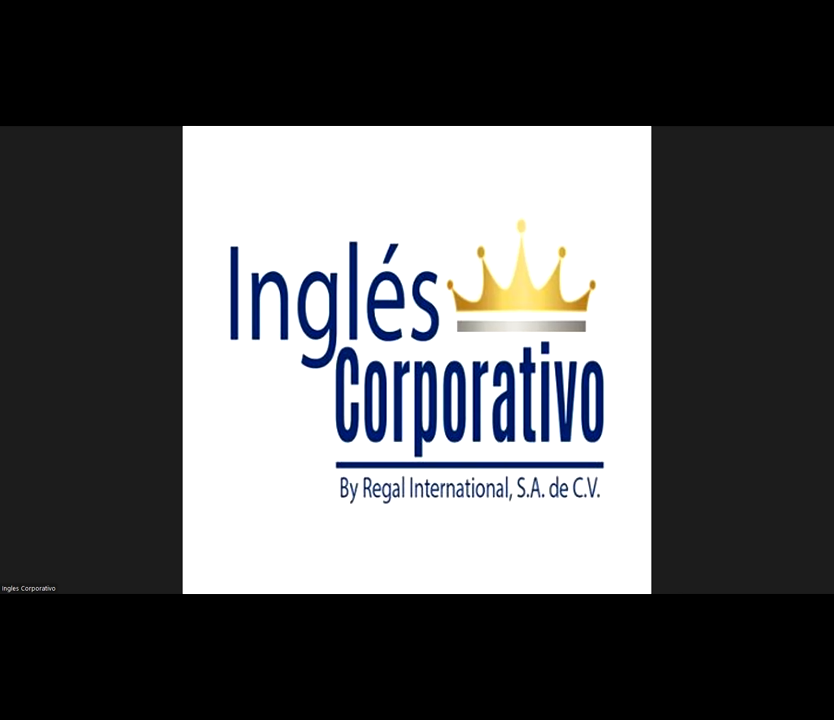 Inglés
Corporativo
By Regal International, S.A. de C.V.
Ingles Corporativo